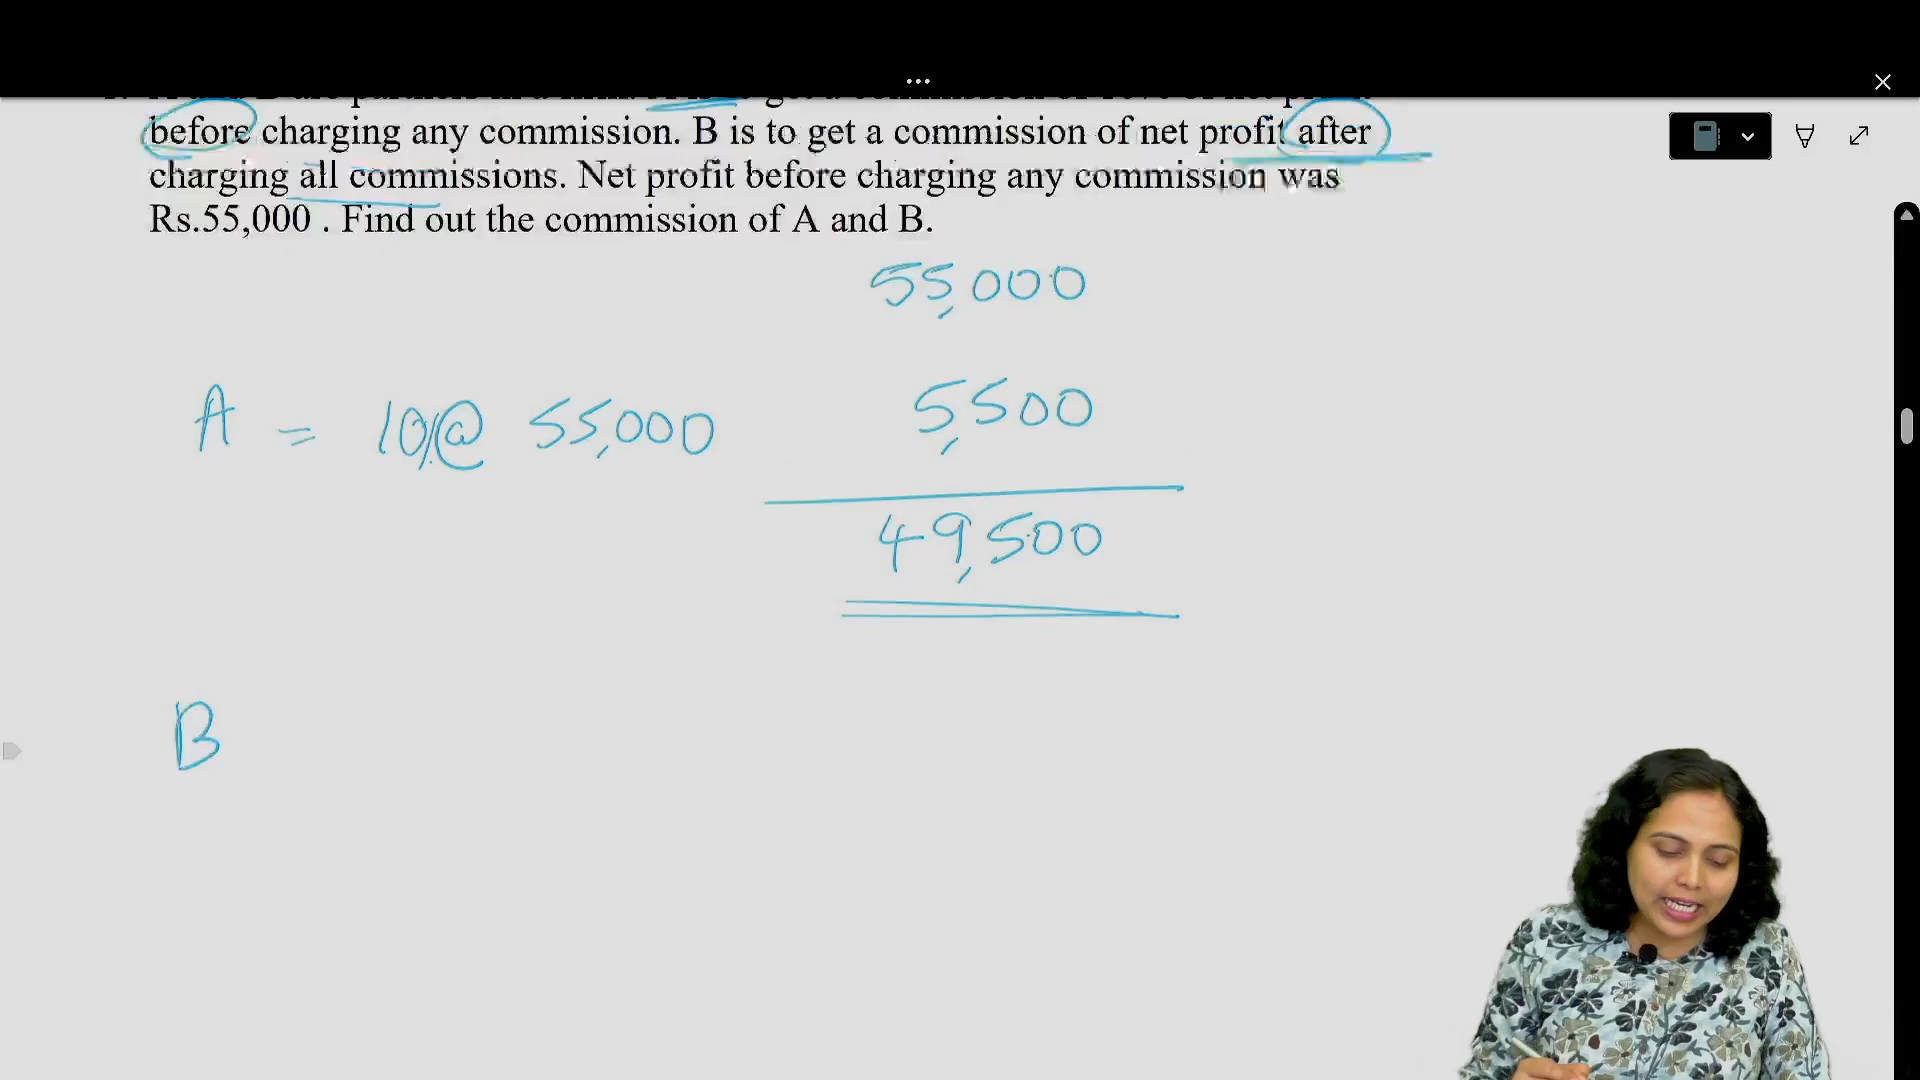 before charging any commission. B is to get a commission of net profit after
charging all commissions. Net profit before charging any commission was
Rs.55,000 . Find out the commission of A and B.
55,000
A = 10%@ 55,000 5,500
49,500
B